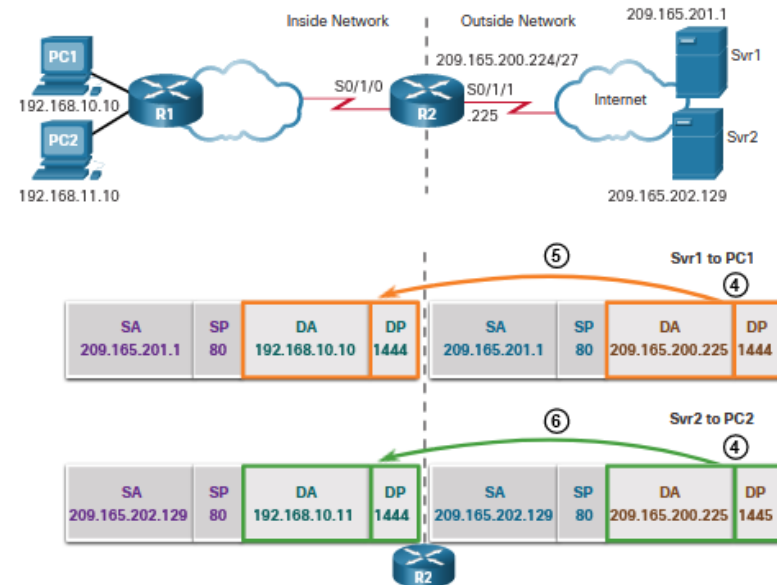 Inside Network
Outside Network
209.165.201.1
PC1
192.168.10.10
PC2
192.168.11.10
R1
S0/1/0
R2
209.165.200.224/27
S0/1/1
.225
Internet
Svr1
Svr2
209.165.202.129
Svr1 to PC1
5
4
SA SP DA DP SA SP DA DP
209.165.201.1 80 192.168.10.10 1444 209.165.201.1 80 209.165.200.225 1444
Svr2 to PC2
6
4
SA SP DA DP SA SP DA DP
209.165.202.129 80 192.168.10.11 1444 209.165.202.129 80 209.165.200.225 1445
R2